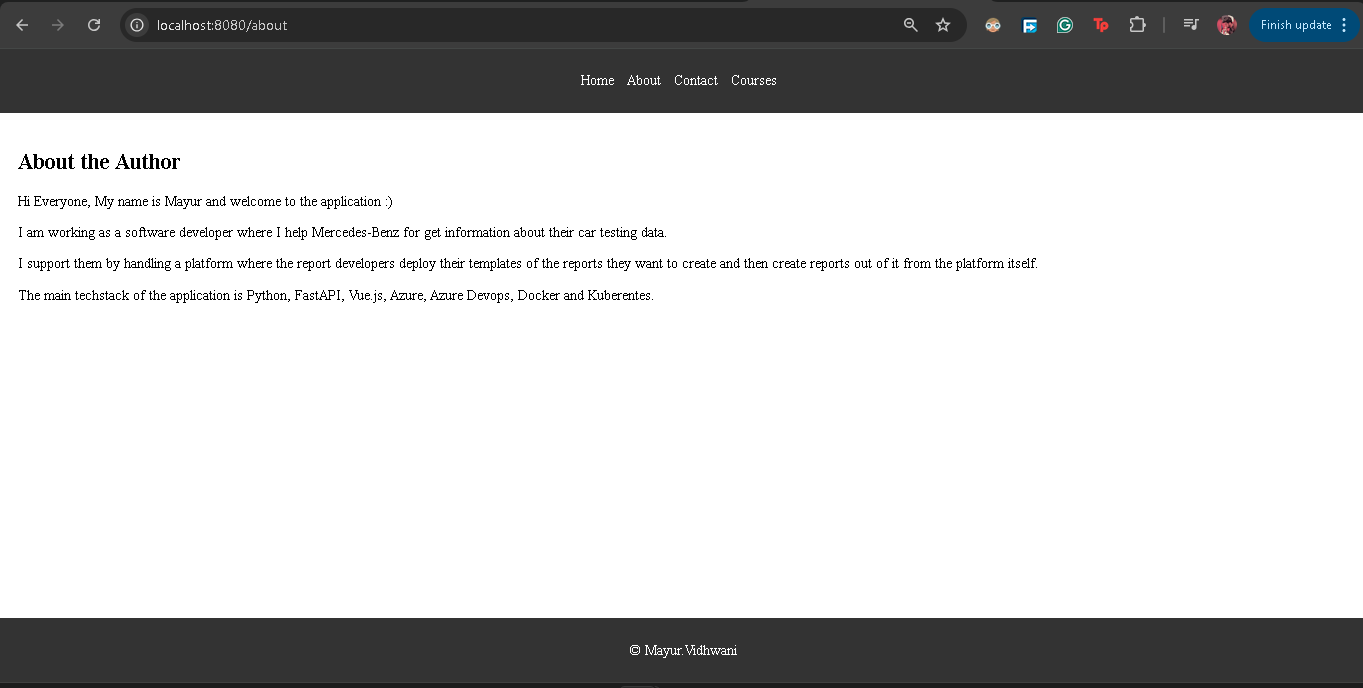 localhost:8080/about
Tp
Finish update
Home About Contact Courses
About the Author
Hi Everyone, My name is Mayur and welcome to the application :)
I am working as a software developer where I help Mercedes-Benz for get information about their car testing data.
I support them by handling a platform where the report developers deploy their templates of the reports they want to create and then create reports out of it from the platform itself.
The main techstack of the application is Python, FastAPI, Vue.js, Azure, Azure Devops, Docker and Kuberentes.
© Mayur.Vidhwani